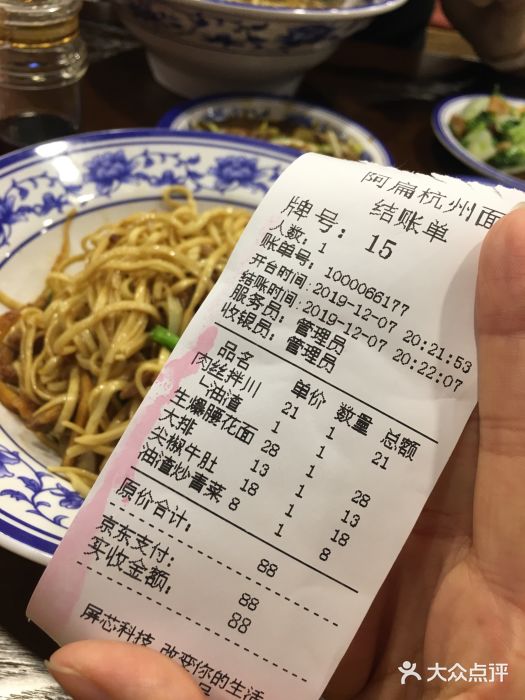 阿扁杭州面
结账单
牌号: 15
人数: 1
账单号: 1000066177
开台时间: 2019-12-07 20:21:53
结账时间: 2019-12-07 20:22:07
服务员: 管理员
收银员: 管理员
品名 单价 数量 总额
肉丝拌川 21 1 21
└油渣 1
生爆腰花面 28 1 28
大排 13 1 13
尖椒牛肚 18 1 18
油渣炒青菜 8 1 8
原价合计: 88
京东支付: 88
实收金额: 88
屏芯科技 改变你的生活
大众点评